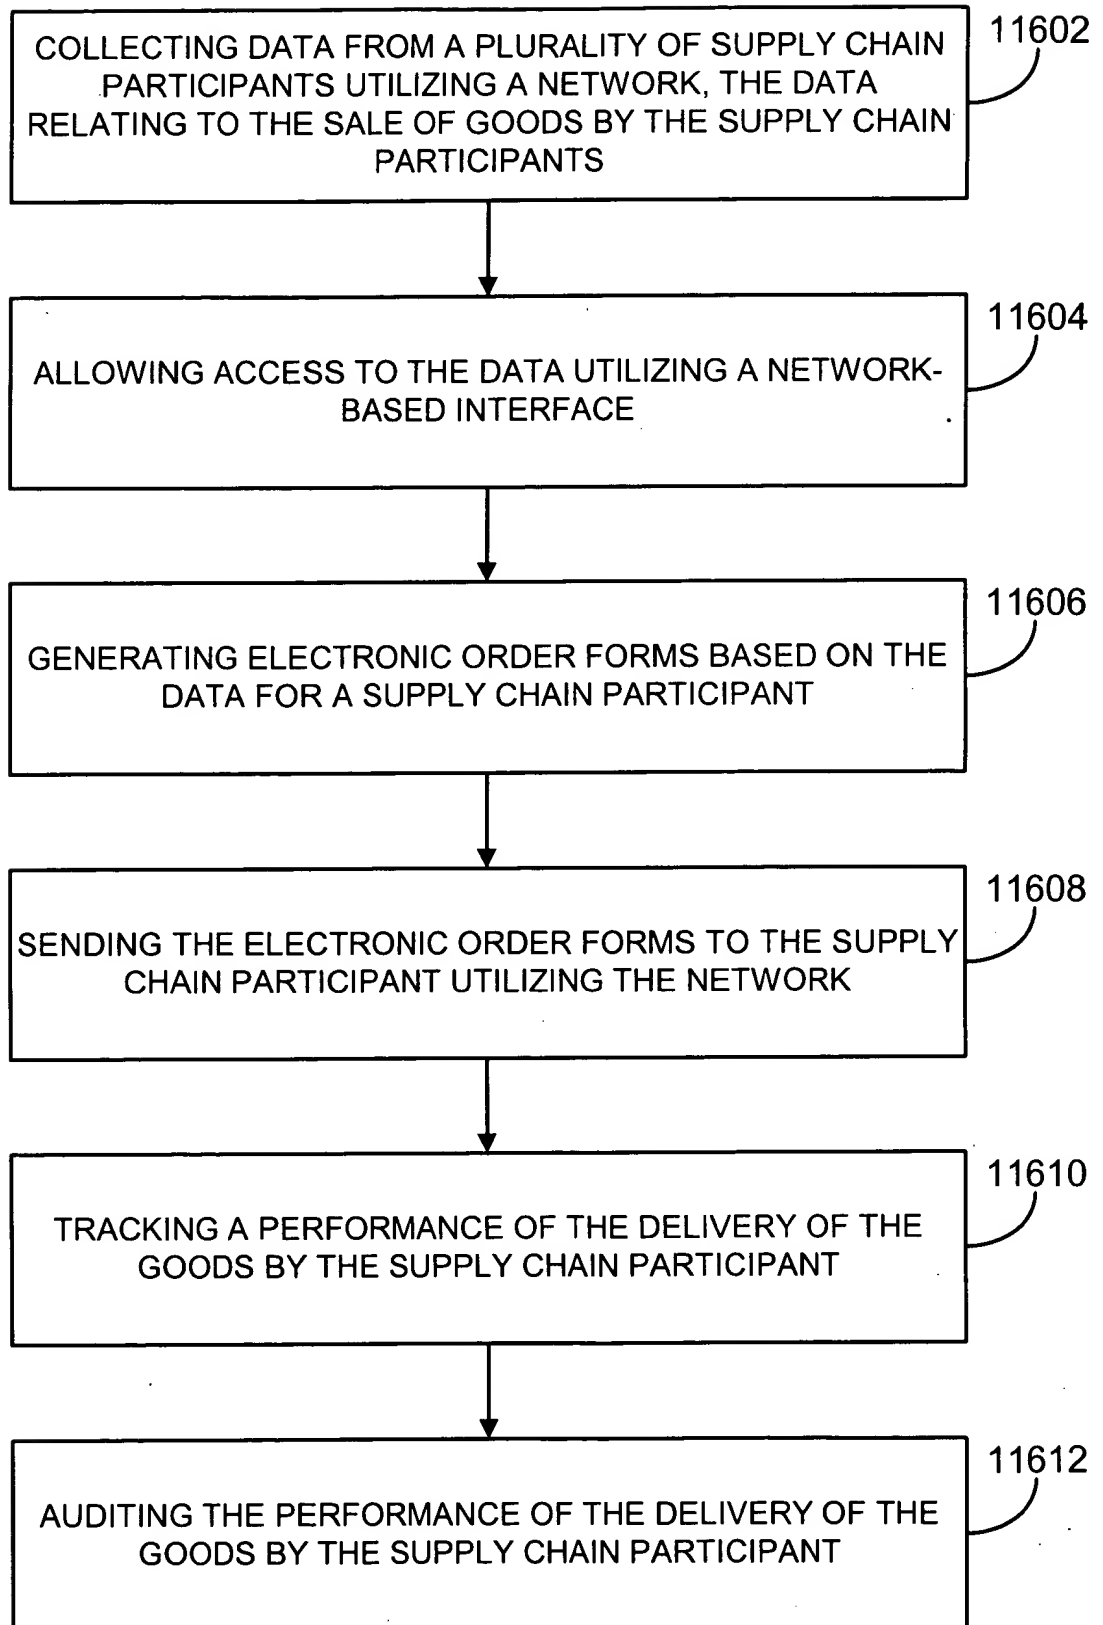 COLLECTING DATA FROM A PLURALITY OF SUPPLY CHAIN
PARTICIPANTS UTILIZING A NETWORK, THE DATA
RELATING TO THE SALE OF GOODS BY THE SUPPLY CHAIN
PARTICIPANTS
11602
ALLOWING ACCESS TO THE DATA UTILIZING A NETWORK-
BASED INTERFACE
11604
GENERATING ELECTRONIC ORDER FORMS BASED ON THE
DATA FOR A SUPPLY CHAIN PARTICIPANT
11606
SENDING THE ELECTRONIC ORDER FORMS TO THE SUPPLY
CHAIN PARTICIPANT UTILIZING THE NETWORK
11608
TRACKING A PERFORMANCE OF THE DELIVERY OF THE
GOODS BY THE SUPPLY CHAIN PARTICIPANT
11610
AUDITING THE PERFORMANCE OF THE DELIVERY OF THE
GOODS BY THE SUPPLY CHAIN PARTICIPANT
11612